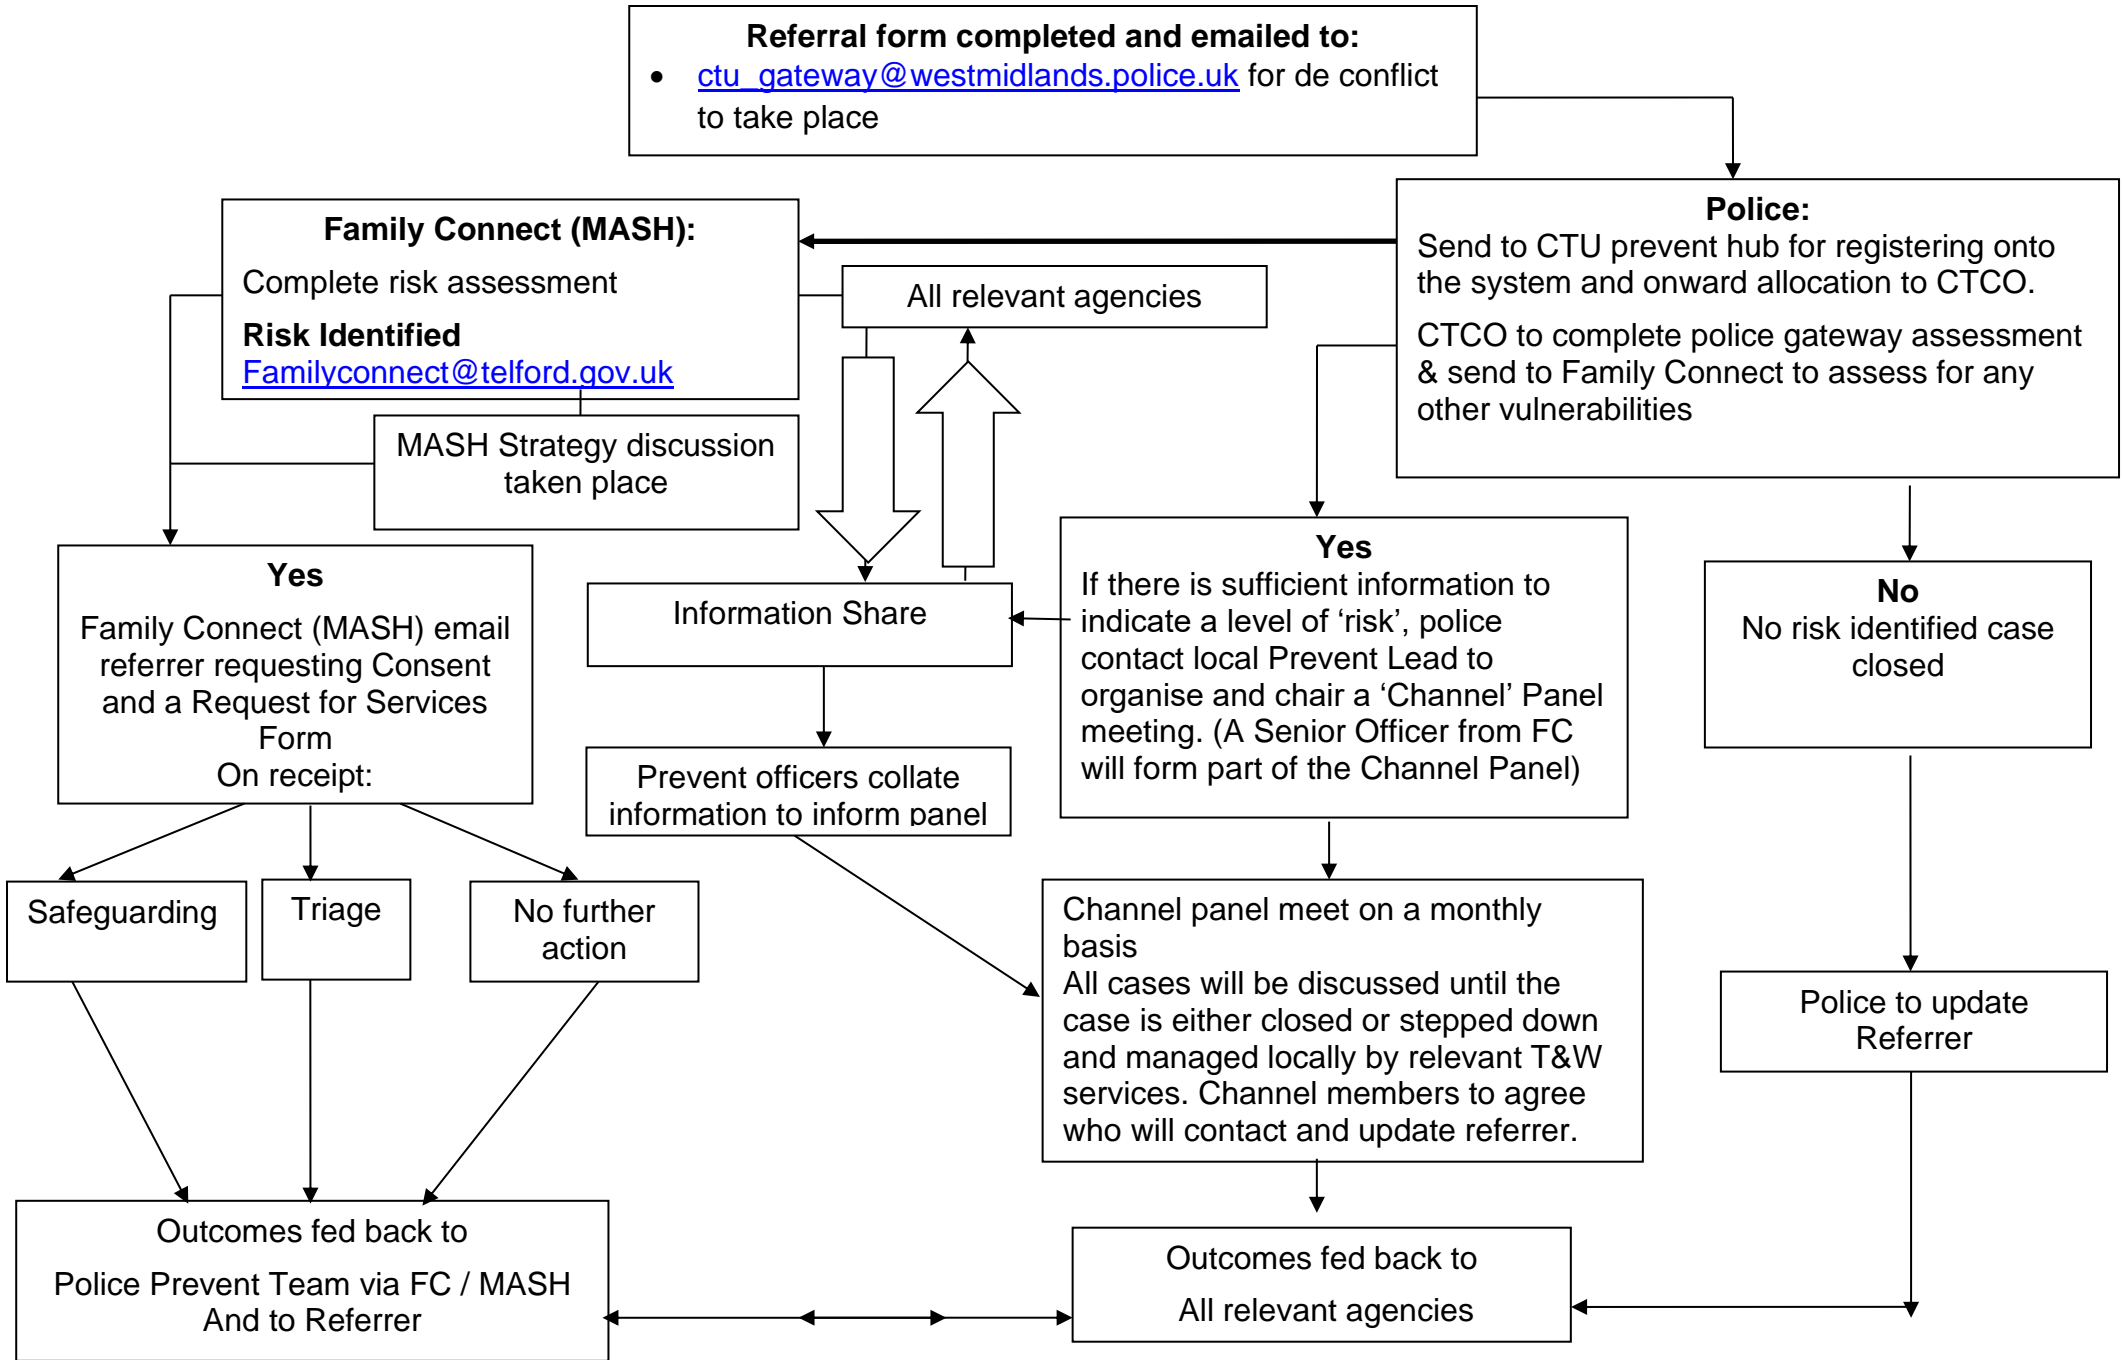 Referral form completed and emailed to:
• ctu_gateway@westmidlands.police.uk for de conflict
to take place
Family Connect (MASH):
Complete risk assessment
Risk Identified
Familyconnect@telford.gov.uk
All relevant agencies
Police:
Send to CTU prevent hub for registering onto
the system and onward allocation to CTCO.
CTCO to complete police gateway assessment
& send to Family Connect to assess for any
other vulnerabilities
MASH Strategy discussion
taken place
Yes
Family Connect (MASH) email
referrer requesting Consent
and a Request for Services
Form
On receipt:
Information Share
Yes
If there is sufficient information to
indicate a level of ‘risk’, police
contact local Prevent Lead to
organise and chair a ‘Channel’ Panel
meeting. (A Senior Officer from FC
will form part of the Channel Panel)
No
No risk identified case
closed
Prevent officers collate
information to inform panel
Safeguarding
Triage
No further
action
Channel panel meet on a monthly
basis
All cases will be discussed until the
case is either closed or stepped down
and managed locally by relevant T&W
services. Channel members to agree
who will contact and update referrer.
Police to update
Referrer
Outcomes fed back to
Police Prevent Team via FC / MASH
And to Referrer
Outcomes fed back to
All relevant agencies